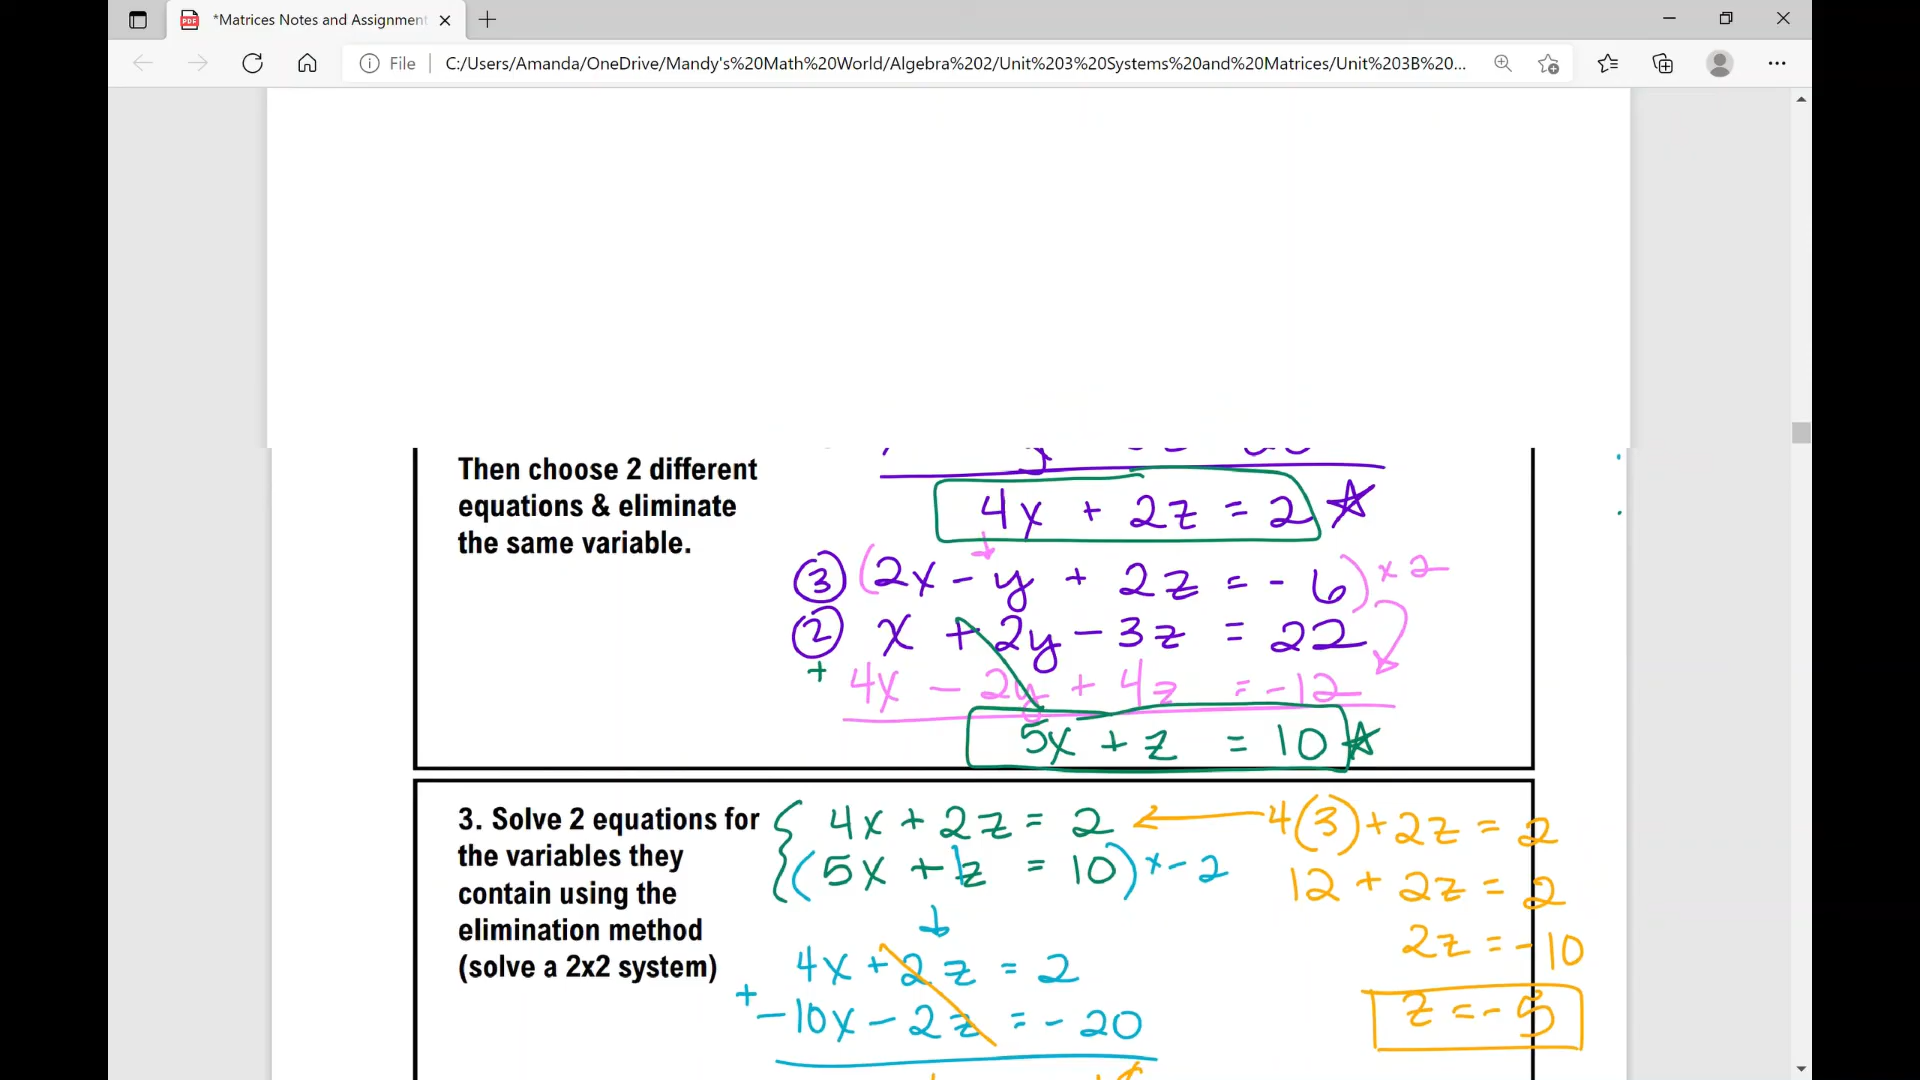 *Matrices Notes and Assignment
File C:/Users/Amanda/OneDrive/Mandy's%20Math%20World/Algebra%202/Unit%203%20Systems%20and%20Matrices/Unit%203B%20...
Then choose 2 different
equations & eliminate
the same variable.
4x + 2z = 2 ☆
③ (2x - y + 2z = -6) x 2
② x + 2y - 3z = 22
+ 4x - 2y + 4z = -12
5x + z = 10 ☆
3. Solve 2 equations for
the variables they
contain using the
elimination method
(solve a 2x2 system)
4x + 2z = 2
(5x + 1z = 10) x - 2
4x + 2z = 2
+ -10x - 2z = -20
4(3) + 2z = 2
12 + 2z = 2
2z = -10
z = -5